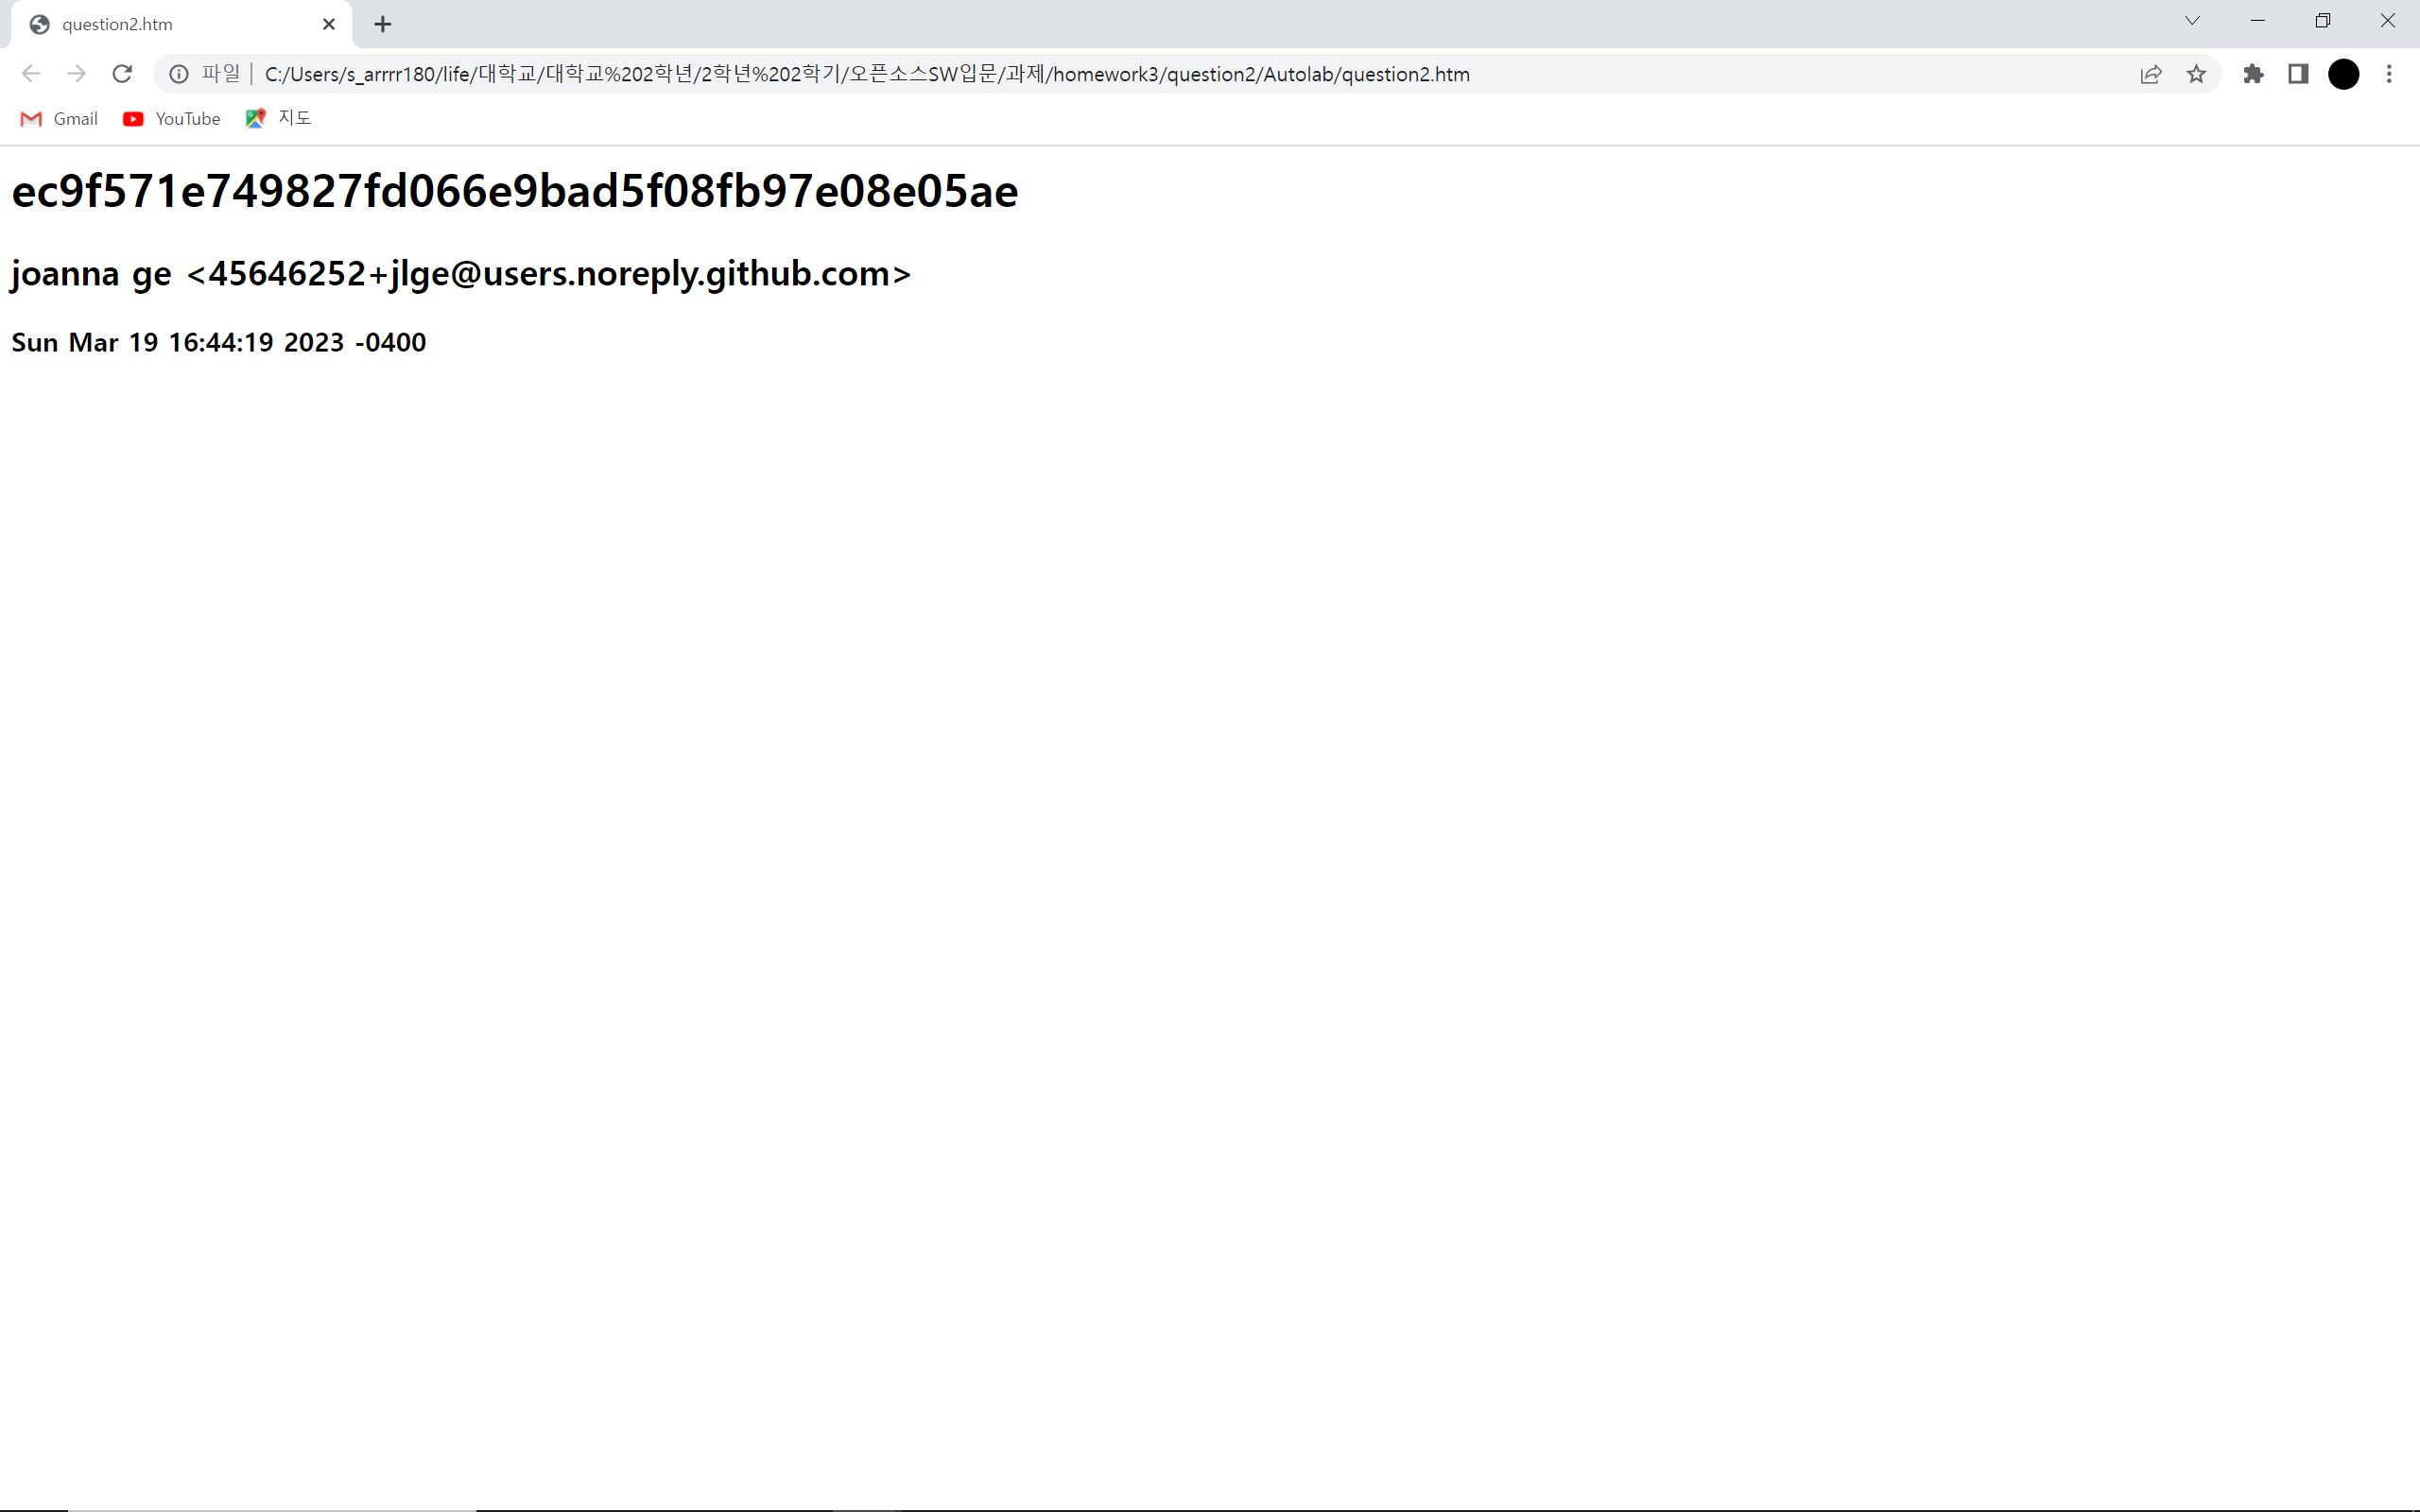 question2.htm
파일 C:/Users/s_arrrr180/life/대학교/대학교%202학년/2학년%202학기/오픈소스SW입문/과제/homework3/question2/Autolab/question2.htm
Gmail YouTube 지도
ec9f571e749827fd066e9bad5f08fb97e08e05ae
joanna ge <45646252+jlge@users.noreply.github.com>
Sun Mar 19 16:44:19 2023 -0400